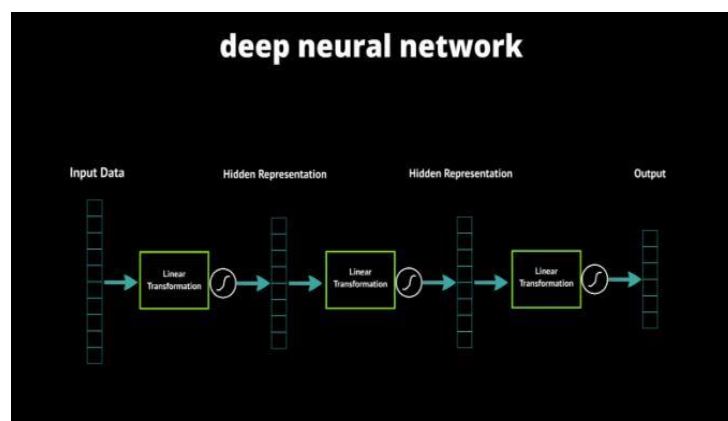 deep neural network
Input Data
Hidden Representation
Hidden Representation
Output
Linear
Transformation
Linear
Transformation
Linear
Transformation